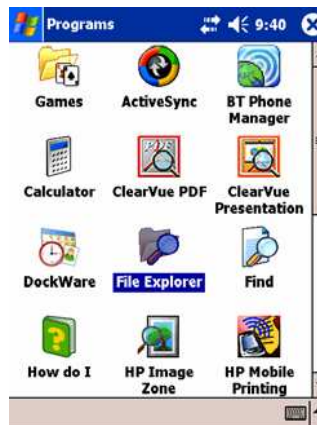 Programs 9:40
Games ActiveSync BT Phone
Manager
Calculator ClearVue PDF ClearVue
Presentation
DockWare File Explorer Find
How do I HP Image HP Mobile
Zone Printing